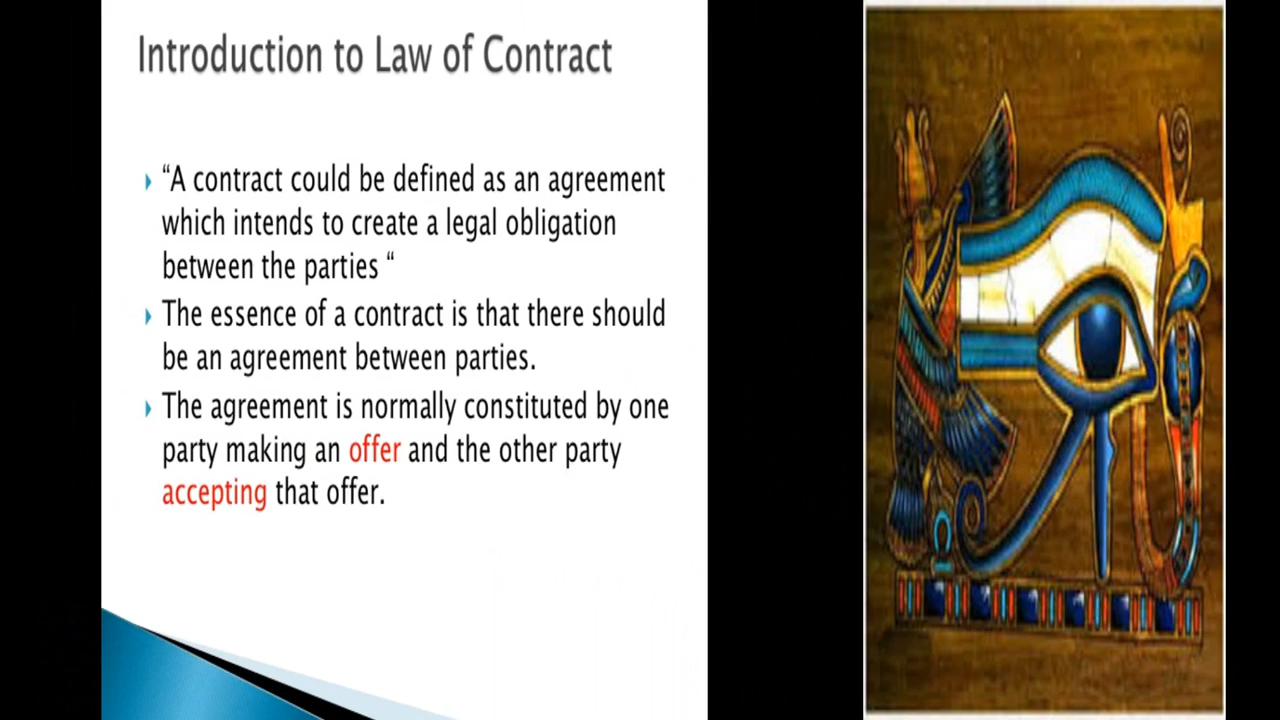 Introduction to Law of Contract
“A contract could be defined as an agreement
which intends to create a legal obligation
between the parties “
The essence of a contract is that there should
be an agreement between parties.
The agreement is normally constituted by one
party making an offer and the other party
accepting that offer.